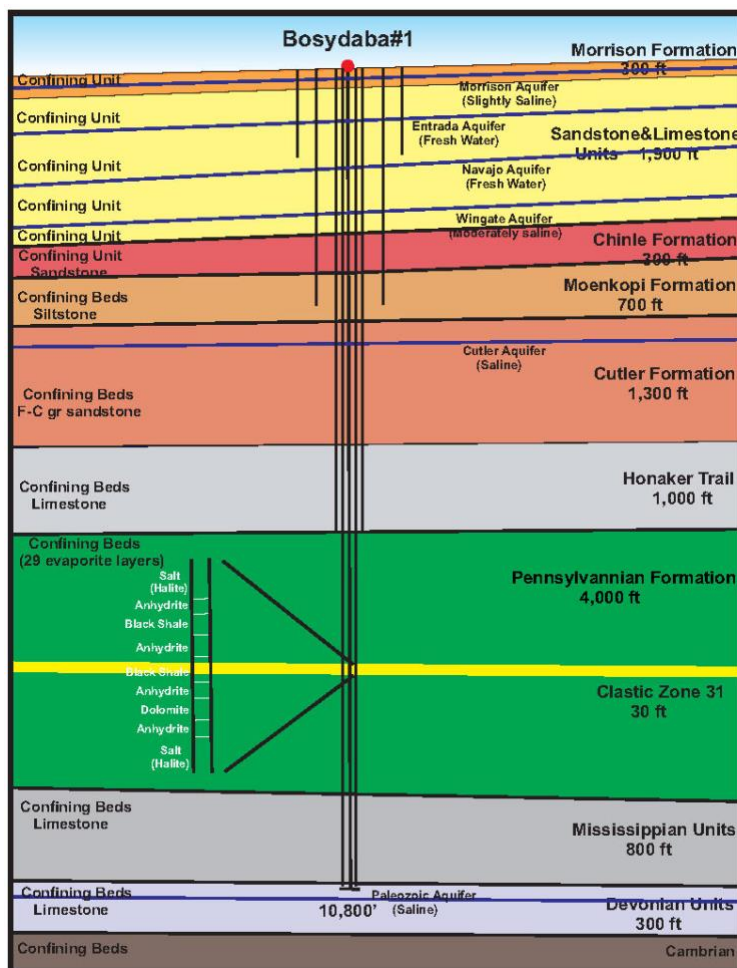 Bosydaba#1
Morrison Formation
300 ft
Confining Unit
Morrison Aquifer
(Slightly Saline)
Confining Unit
Entrada Aquifer
(Fresh Water)
Sandstone&Limestone
Units 1,900 ft
Confining Unit
Navajo Aquifer
(Fresh Water)
Confining Unit
Wingate Aquifer
(Moderately saline)
Confining Unit
Chinle Formation
300 ft
Confining Unit
Sandstone
Moenkopi Formation
700 ft
Confining Beds
Siltstone
Cutler Aquifer
(Saline)
Cutler Formation
1,300 ft
Confining Beds
F-C gr sandstone
Honaker Trail
1,000 ft
Confining Beds
Limestone
Confining Beds
(29 evaporite layers)
Pennsylvannian Formation
4,000 ft
Salt
(Halite)
Anhydrite
Black Shale
Anhydrite
Black Shale
Anhydrite
Dolomite
Anhydrite
Salt
(Halite)
Clastic Zone 31
30 ft
Confining Beds
Limestone
Mississippian Units
800 ft
Confining Beds
Limestone
10,800’
Paleozoic Aquifer
(Saline)
Devonian Units
300 ft
Confining Beds
Cambrian